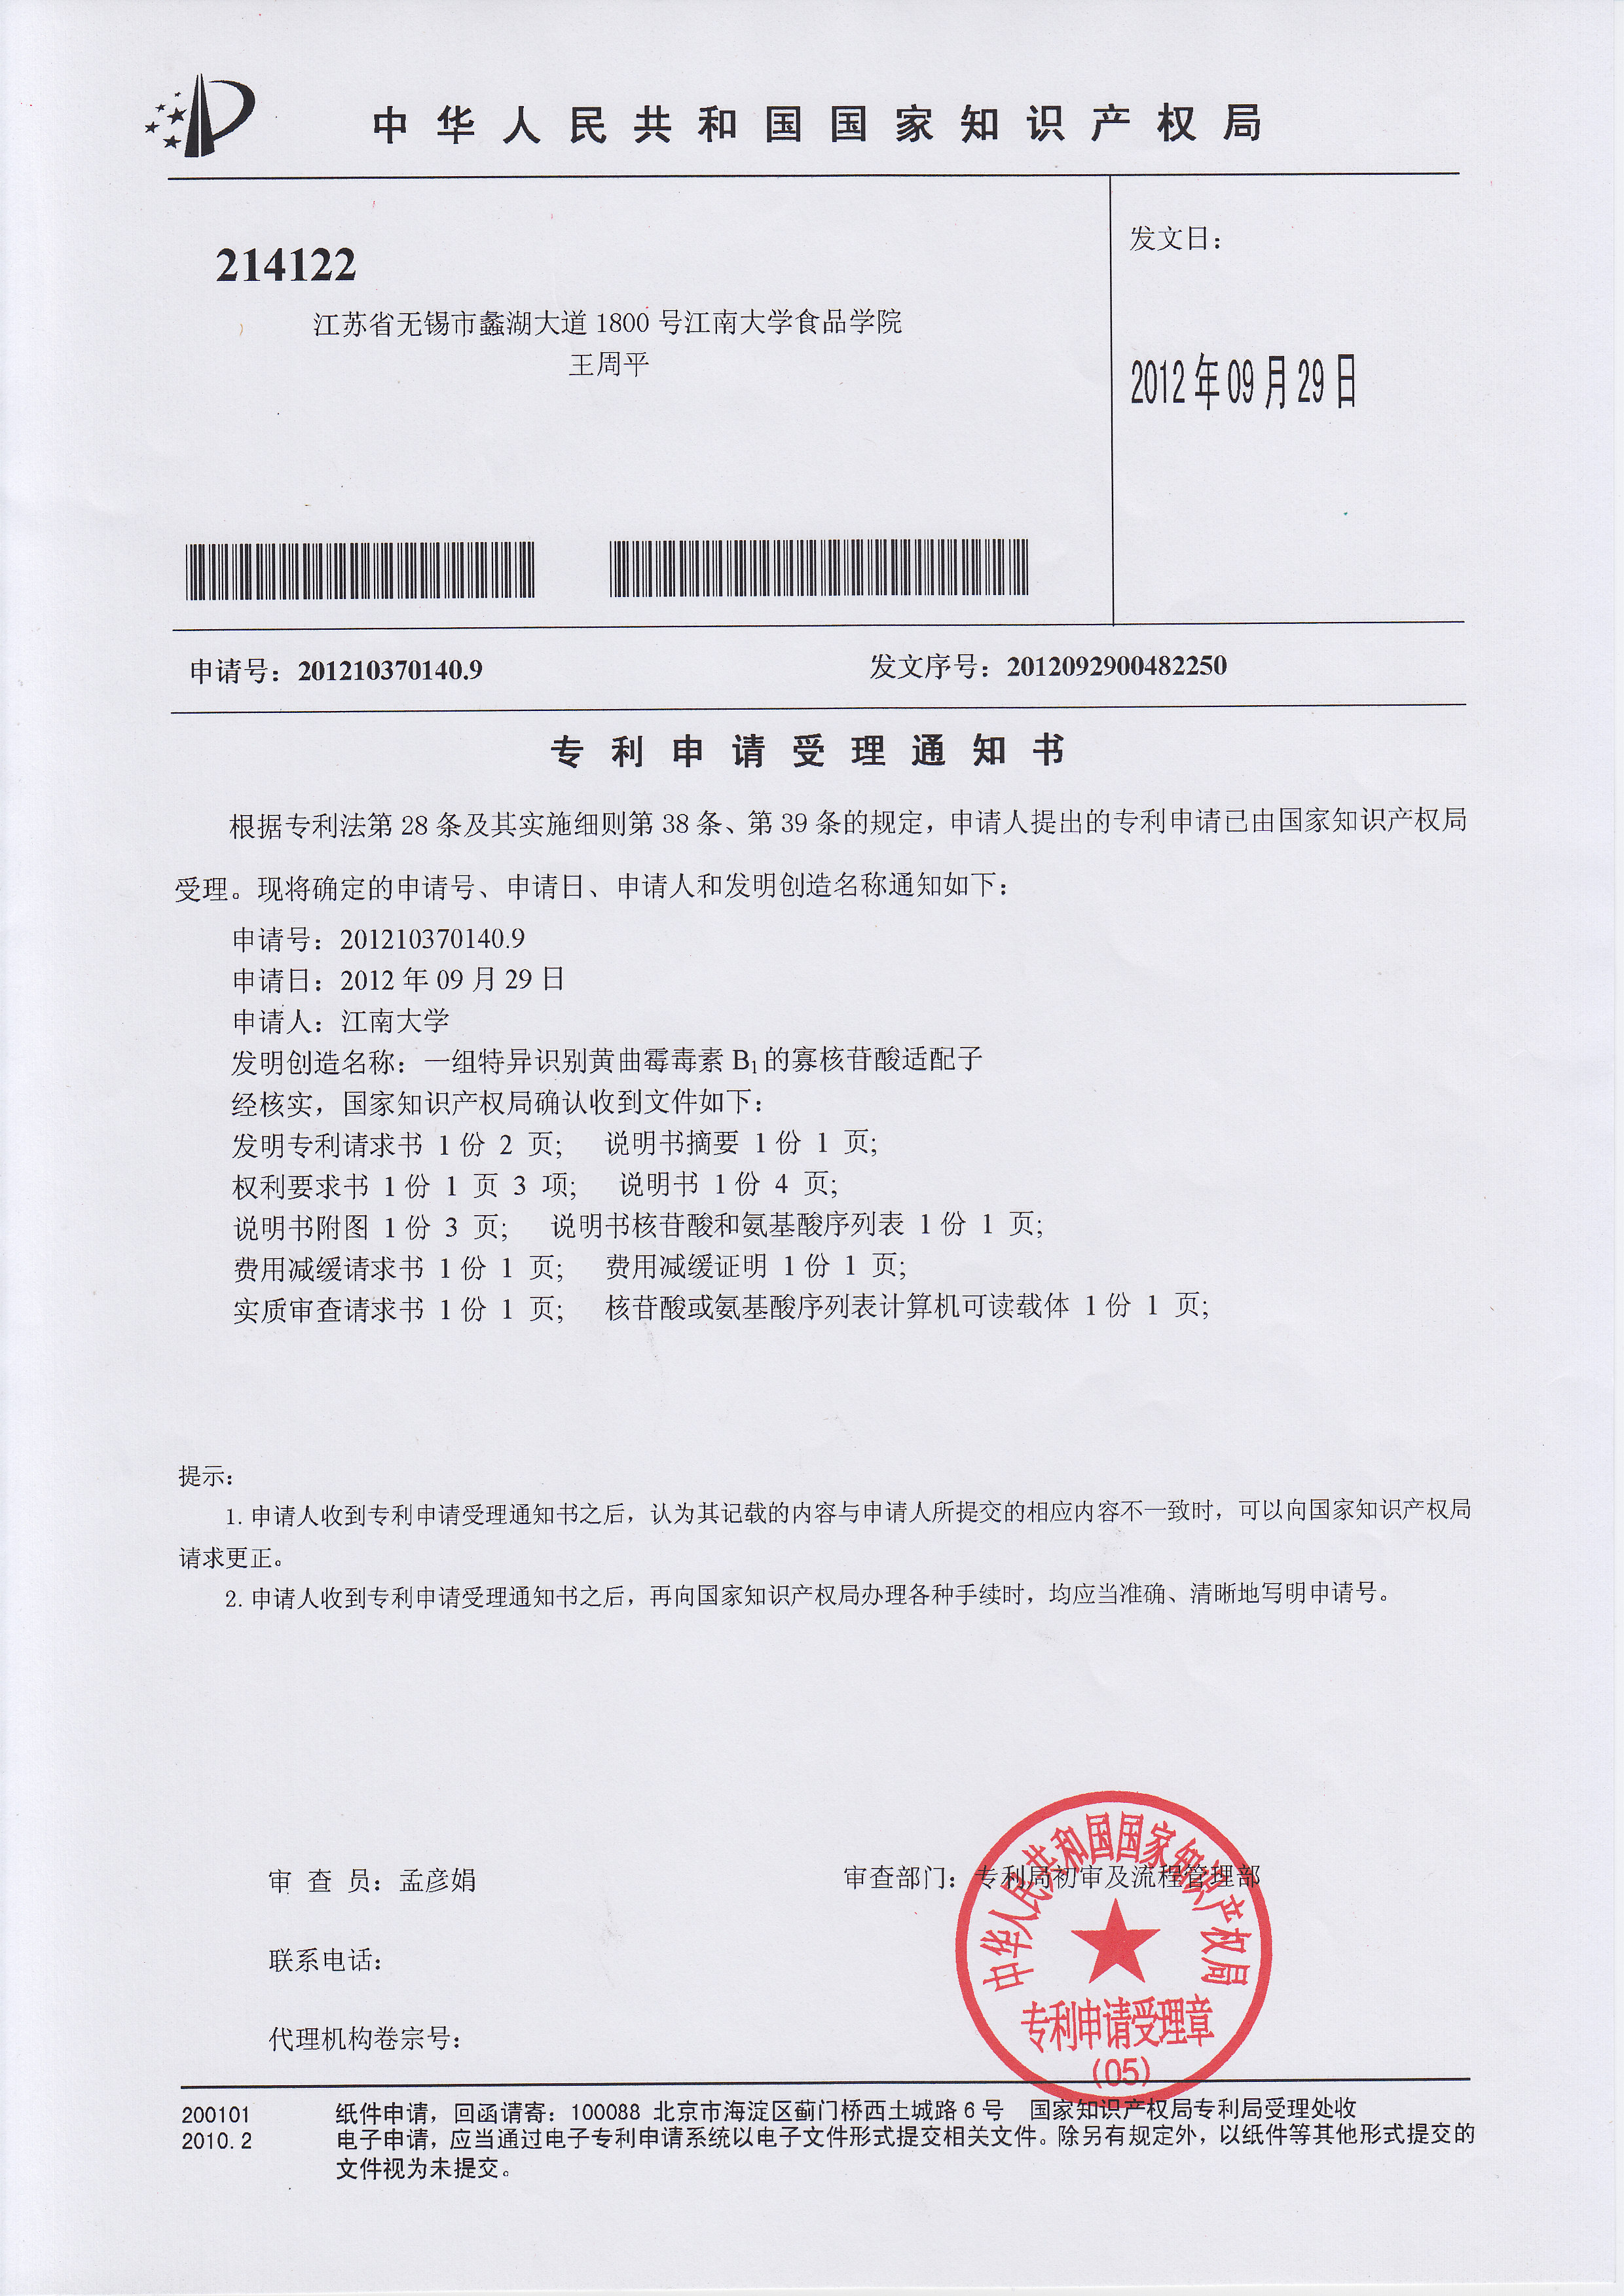 中华人民共和国国家知识产权局
214122
江苏省无锡市蠡湖大道 1800 号江南大学食品学院
王周平
发文日：
2012 年 09 月 29 日
申请号：201210370140.9
发文序号：2012092900482250
专利申请受理通知书
根据专利法第 28 条及其实施细则第 38 条、第 39 条的规定，申请人提出的专利申请已由国家知识产权局
受理。现将确定的申请号、申请日、申请人和发明创造名称通知如下：
申请号：201210370140.9
申请日：2012 年 09 月 29 日
申请人：江南大学
发明创造名称：一组特异识别黄曲霉毒素 B₁的寡核苷酸适配子
经核实，国家知识产权局确认收到文件如下：
发明专利请求书 1 份 2 页; 说明书摘要 1 份 1 页;
权利要求书 1 份 1 页 3 项; 说明书 1 份 4 页;
说明书附图 1 份 3 页; 说明书核苷酸和氨基酸序列表 1 份 1 页;
费用减缓请求书 1 份 1 页; 费用减缓证明 1 份 1 页;
实质审查请求书 1 份 1 页; 核苷酸或氨基酸序列表计算机可读载体 1 份 1 页;
提示：
1. 申请人收到专利申请受理通知书之后，认为其记载的内容与申请人所提交的相应内容不一致时，可以向国家知识产权局
请求更正。
2. 申请人收到专利申请受理通知书之后，再向国家知识产权局办理各种手续时，均应当准确、清晰地写明申请号。
审 查 员：孟彦娟
审查部门：专利局初审及流程管理部
联系电话：
代理机构卷宗号：
中华人民共和国国家知识产权局
专利申请受理章
(05)
200101 纸件申请，回函请寄：100088 北京市海淀区蓟门桥西土城路 6 号 国家知识产权局专利局受理处收
2010.2 电子申请，应当通过电子专利申请系统以电子文件形式提交相关文件。除另有规定外，以纸件等其他形式提交的
文件视为未提交。